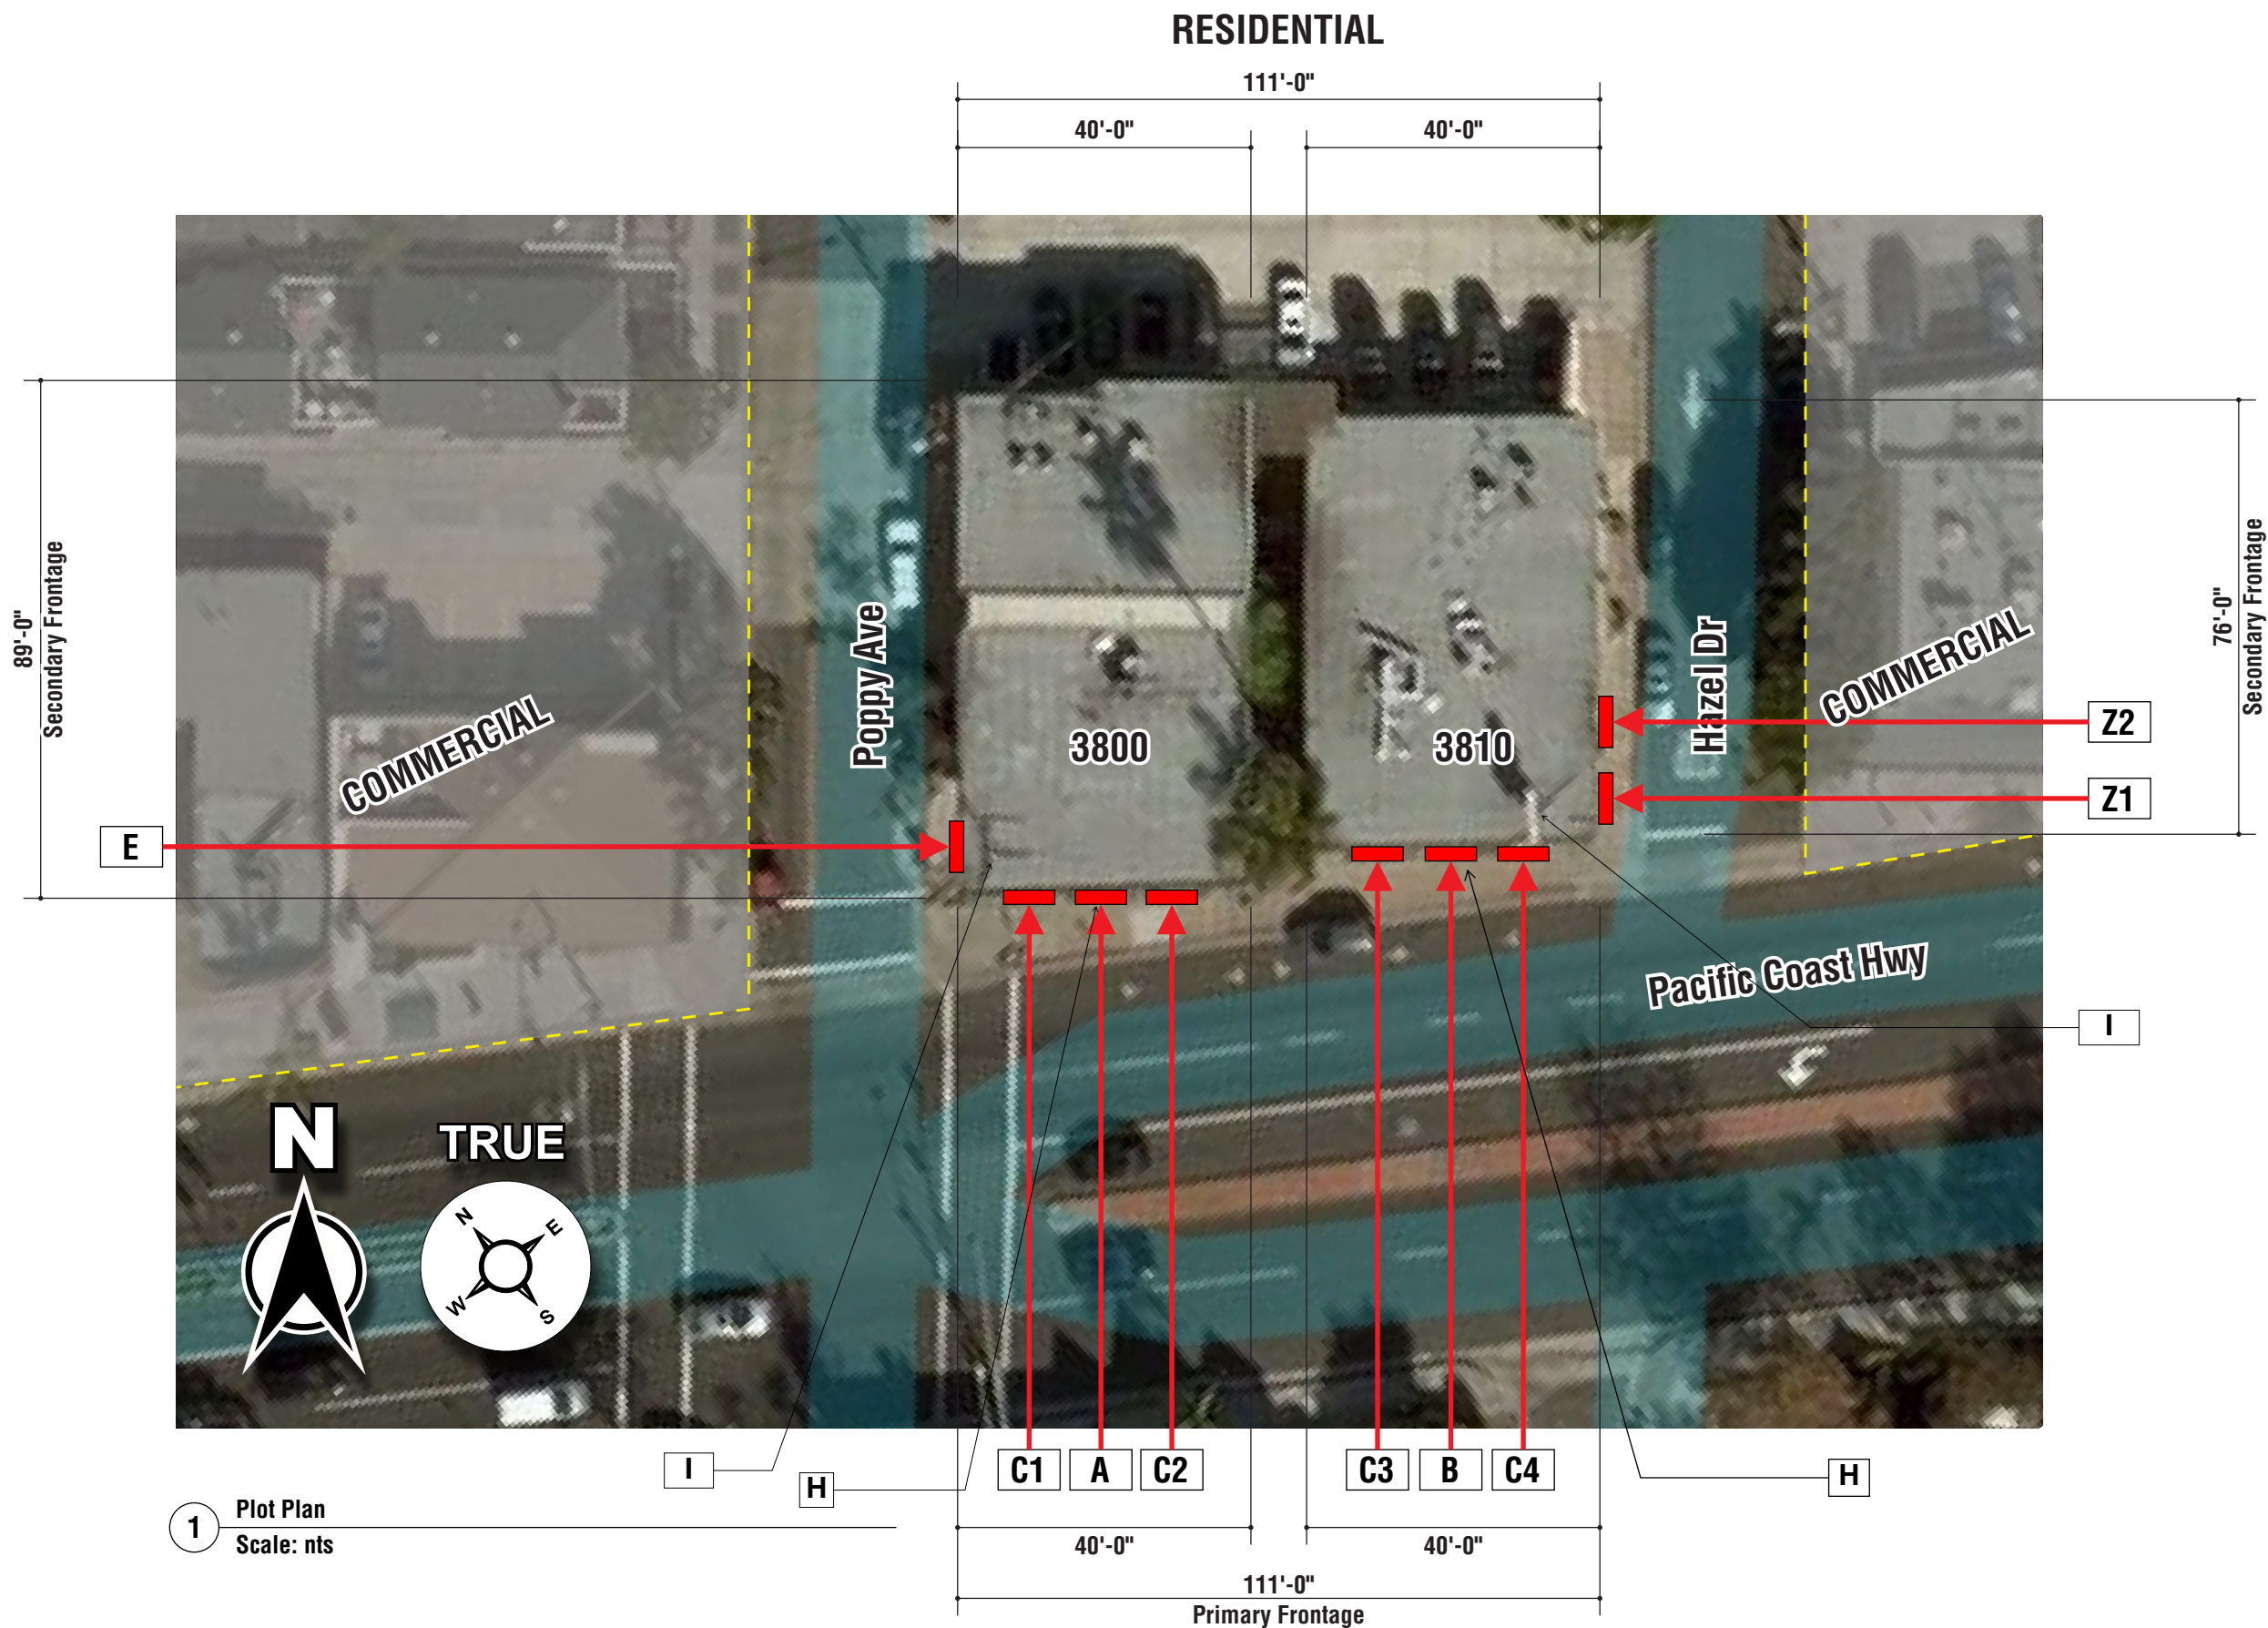 RESIDENTIAL
111'-0"
40'-0"
40'-0"
89'-0"
Secondary Frontage
COMMERCIAL
Poppy Ave
3800
3810
Hazel Dr
COMMERCIAL
76'-0"
Secondary Frontage
Z2
Z1
E
Pacific Coast Hwy
I
N
TRUE
N
E
W
S
I
H
C1
A
C2
C3
B
C4
H
1
Plot Plan
Scale: nts
40'-0"
40'-0"
111'-0"
Primary Frontage